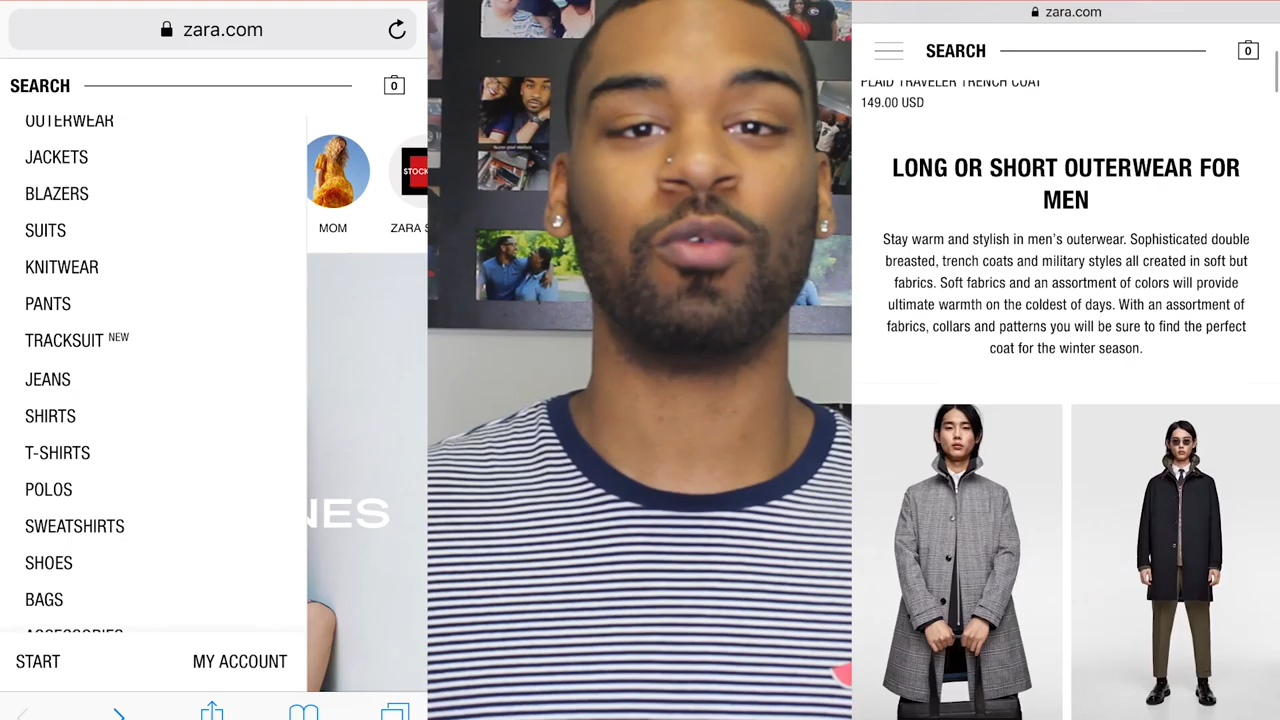 zara.com
SEARCH
0
OUTERWEAR
JACKETS
BLAZERS
SUITS
KNITWEAR
PANTS
TRACKSUIT NEW
JEANS
SHIRTS
T-SHIRTS
POLOS
SWEATSHIRTS
SHOES
BAGS
ACCESSORIES
START
MY ACCOUNT
STOCK
MOM
ZARA
NES
zara.com
SEARCH
0
PLAID TRAVELER TRENCH COAT
149.00 USD
LONG OR SHORT OUTERWEAR FOR
MEN
Stay warm and stylish in men's outerwear. Sophisticated double
breasted, trench coats and military styles all created in soft but
fabrics. Soft fabrics and an assortment of colors will provide
ultimate warmth on the coldest of days. With an assortment of
fabrics, collars and patterns you will be sure to find the perfect
coat for the winter season.